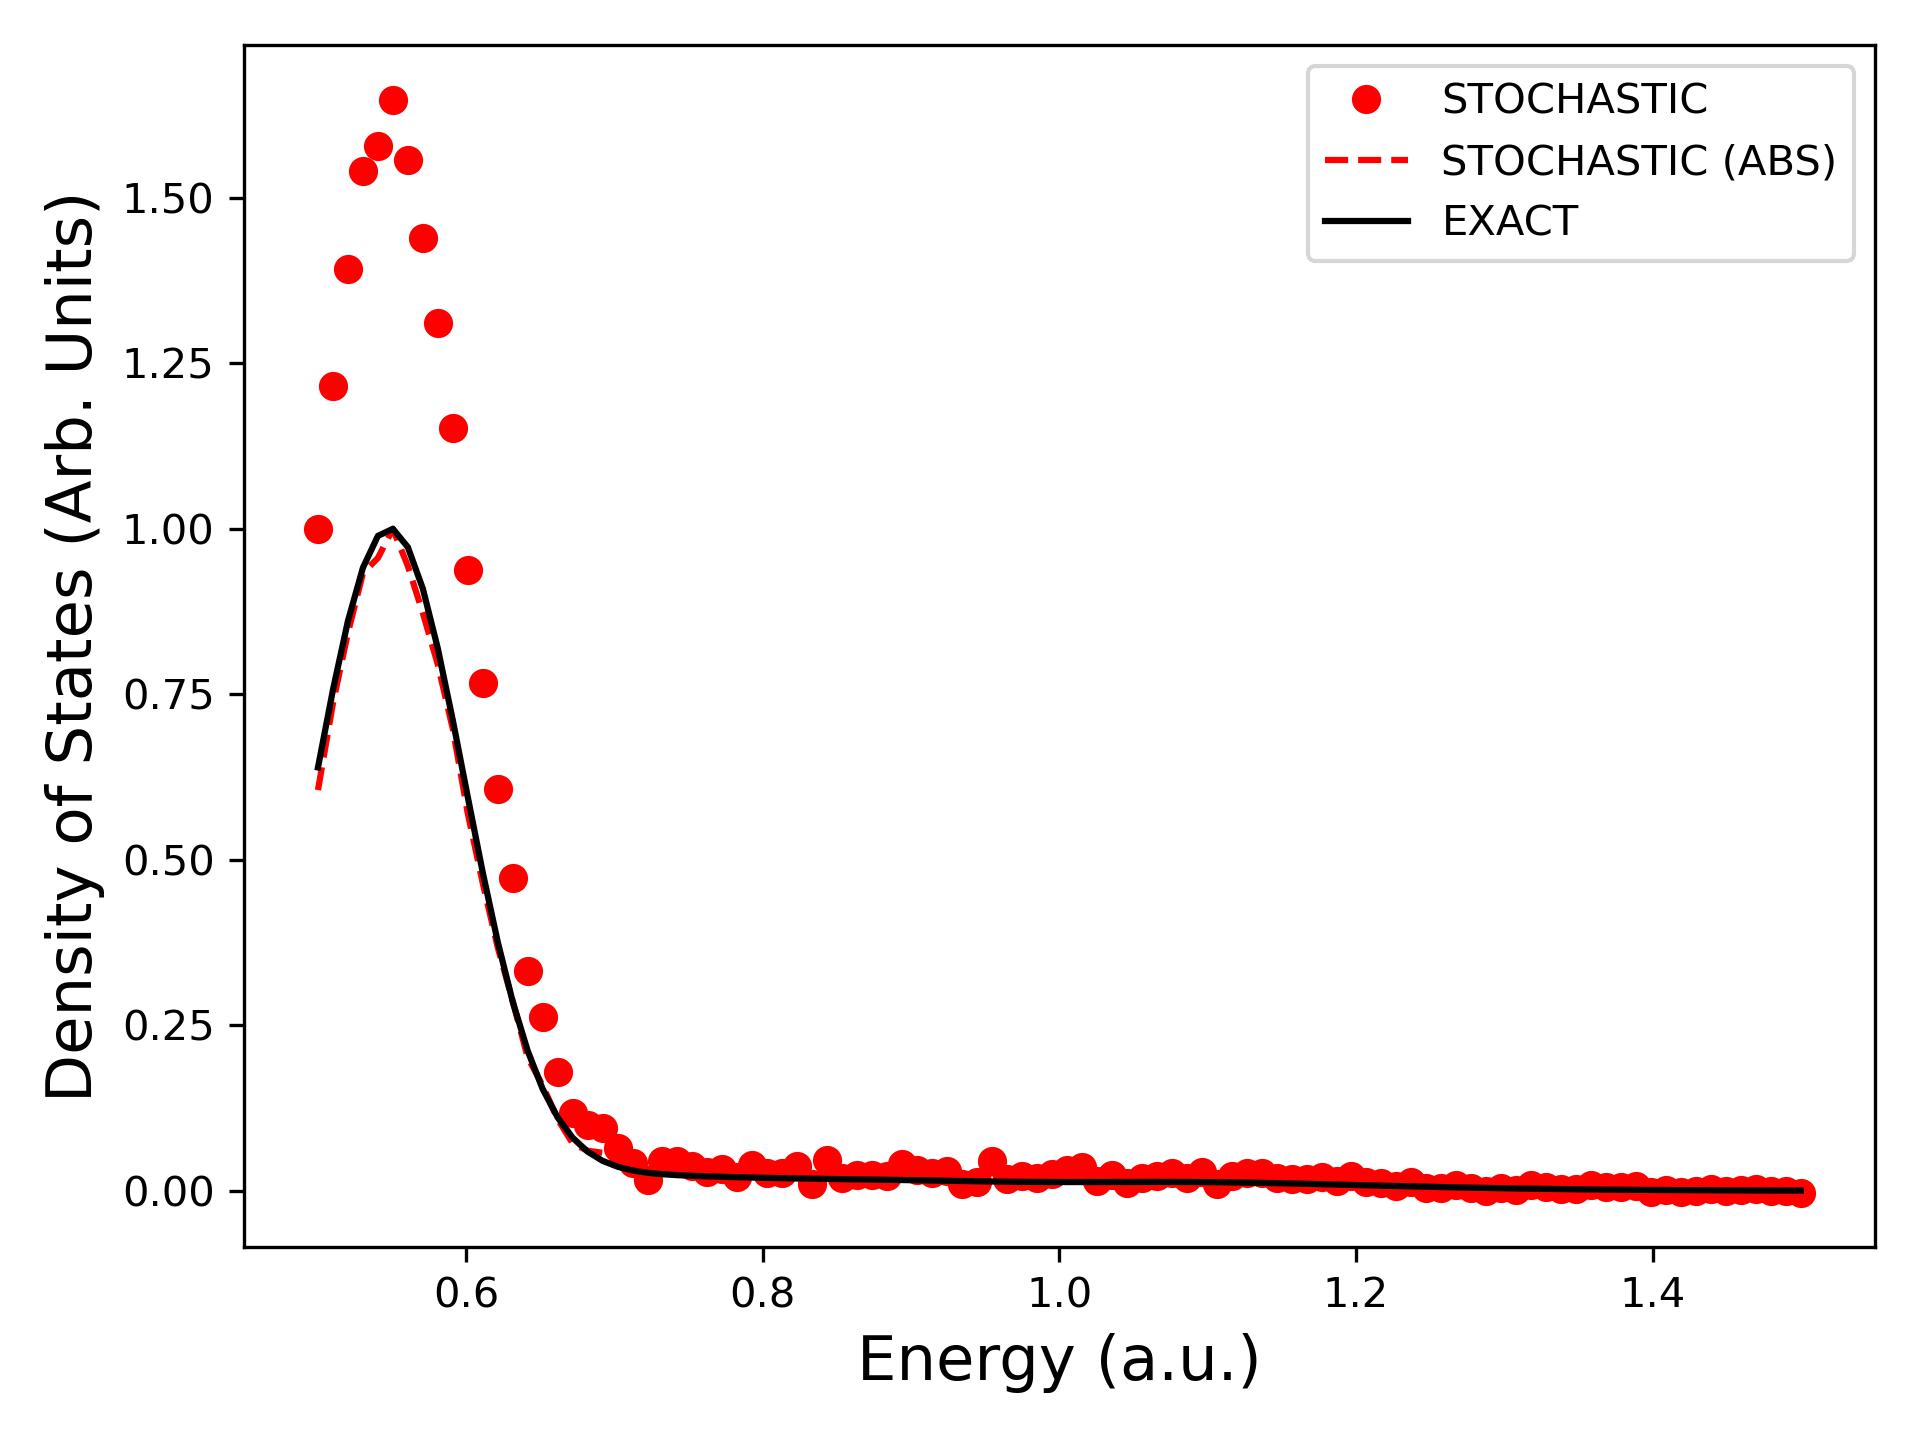 STOCHASTIC
STOCHASTIC (ABS)
EXACT
Density of States (Arb. Units)
1.50
1.25
1.00
0.75
0.50
0.25
0.00
0.6 0.8 1.0 1.2 1.4
Energy (a.u.)